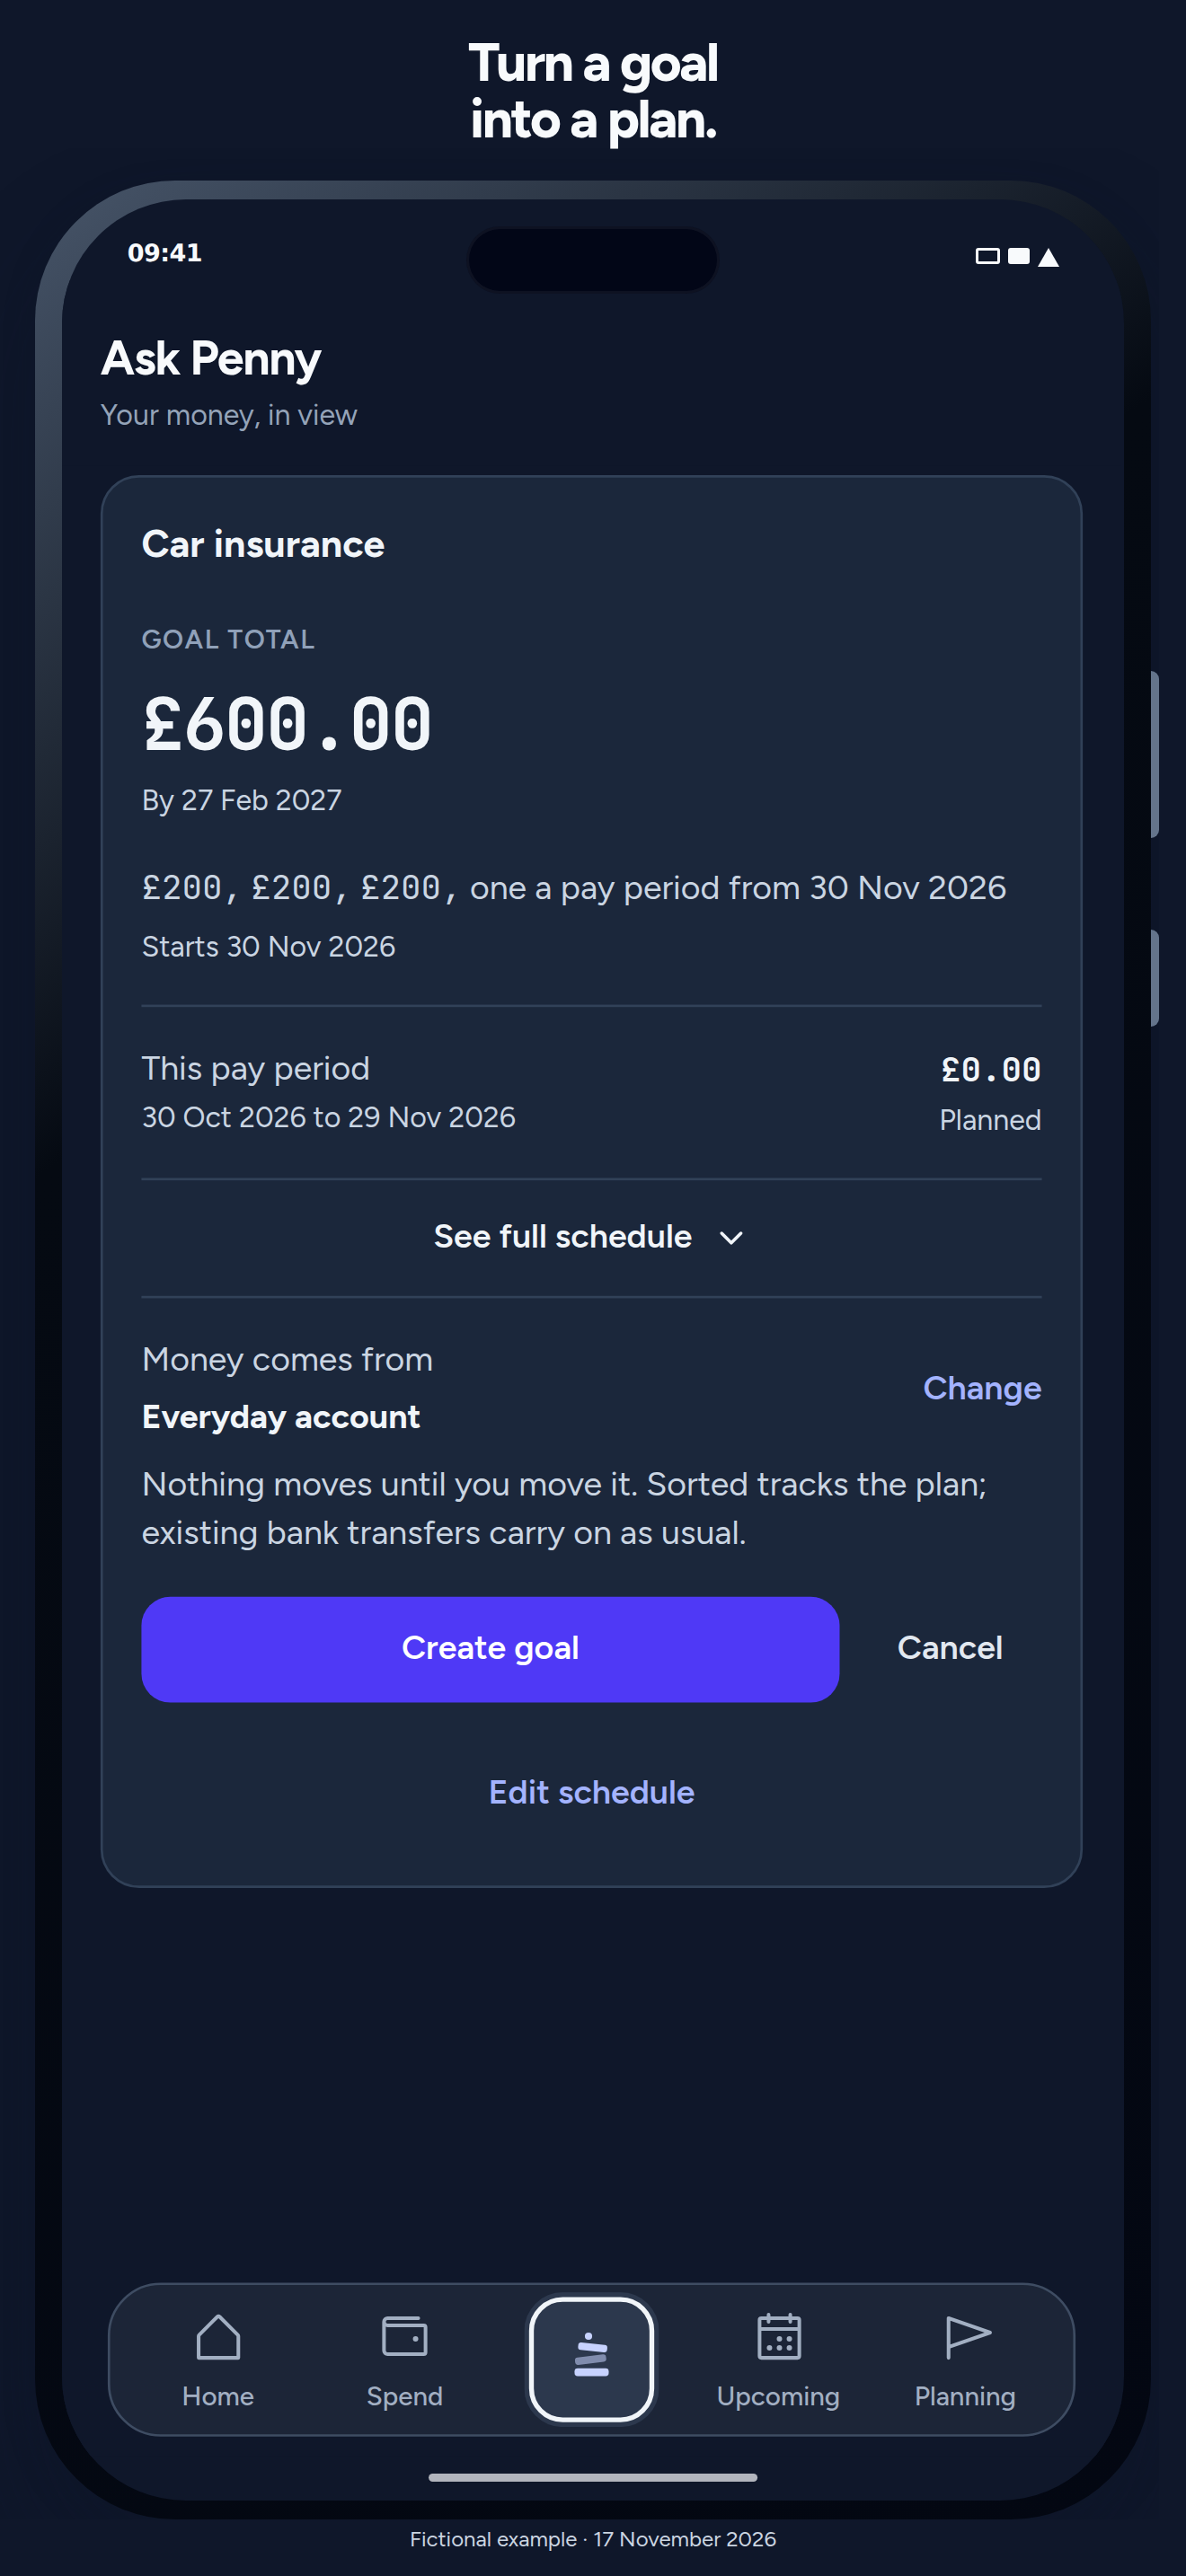 Turn a goal
into a plan.
09:41
Ask Penny
Your money, in view
Car insurance
GOAL TOTAL
£600.00
By 27 Feb 2027
£200, £200, £200, one a pay period from 30 Nov 2026
Starts 30 Nov 2026
This pay period
£0.00
30 Oct 2026 to 29 Nov 2026
Planned
See full schedule
Money comes from
Change
Everyday account
Nothing moves until you move it. Sorted tracks the plan;
existing bank transfers carry on as usual.
Create goal
Cancel
Edit schedule
Home
Spend
Upcoming
Planning
Fictional example · 17 November 2026